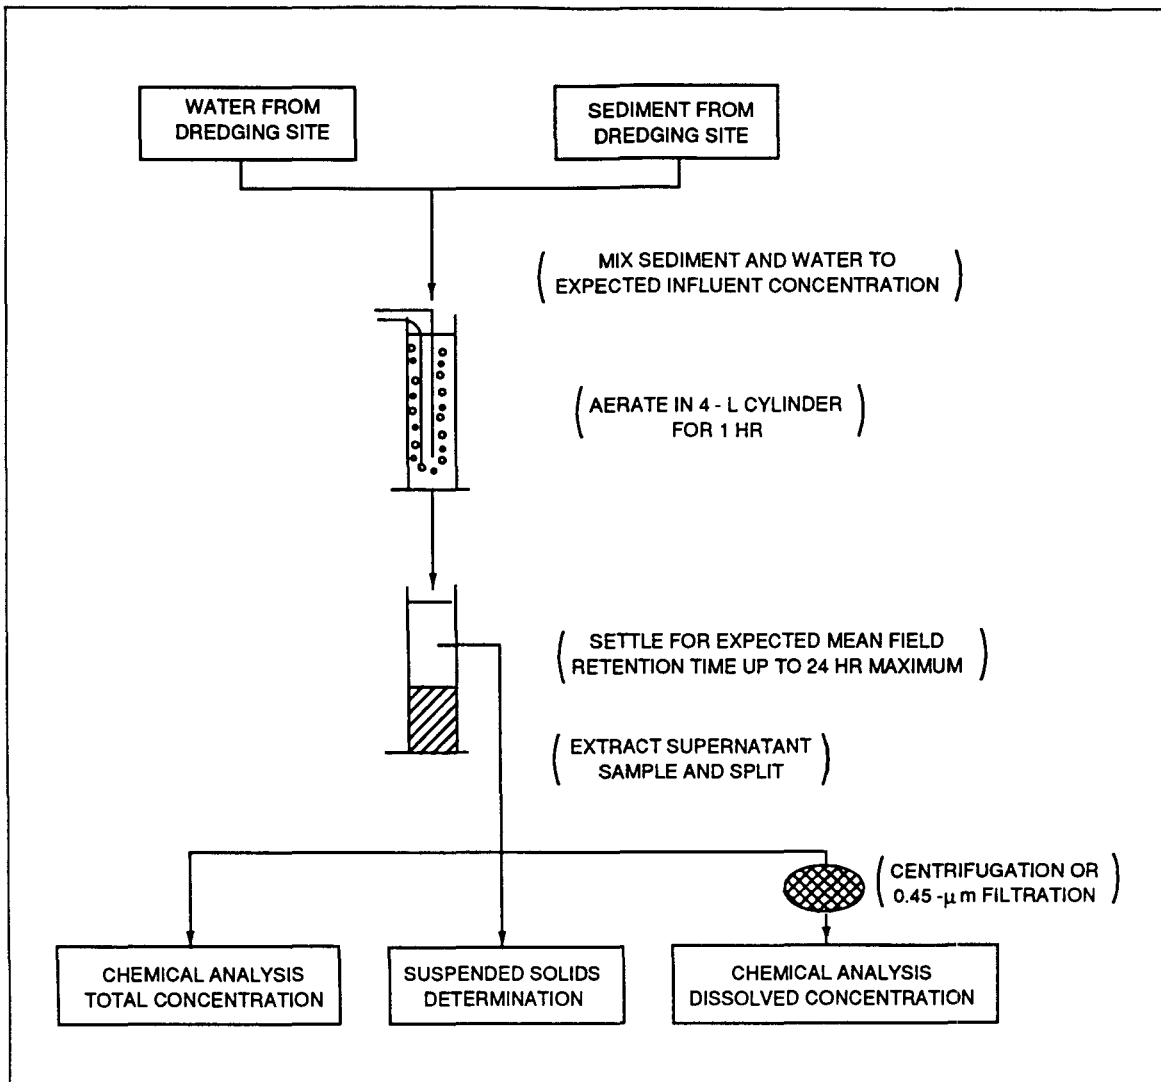 WATER FROM
DREDGING SITE
SEDIMENT FROM
DREDGING SITE
( MIX SEDIMENT AND WATER TO
EXPECTED INFLUENT CONCENTRATION )
( AERATE IN 4 - L CYLINDER
FOR 1 HR )
( SETTLE FOR EXPECTED MEAN FIELD
RETENTION TIME UP TO 24 HR MAXIMUM )
( EXTRACT SUPERNATANT
SAMPLE AND SPLIT )
( CENTRIFUGATION OR
0.45 -μm FILTRATION )
CHEMICAL ANALYSIS
TOTAL CONCENTRATION
SUSPENDED SOLIDS
DETERMINATION
CHEMICAL ANALYSIS
DISSOLVED CONCENTRATION